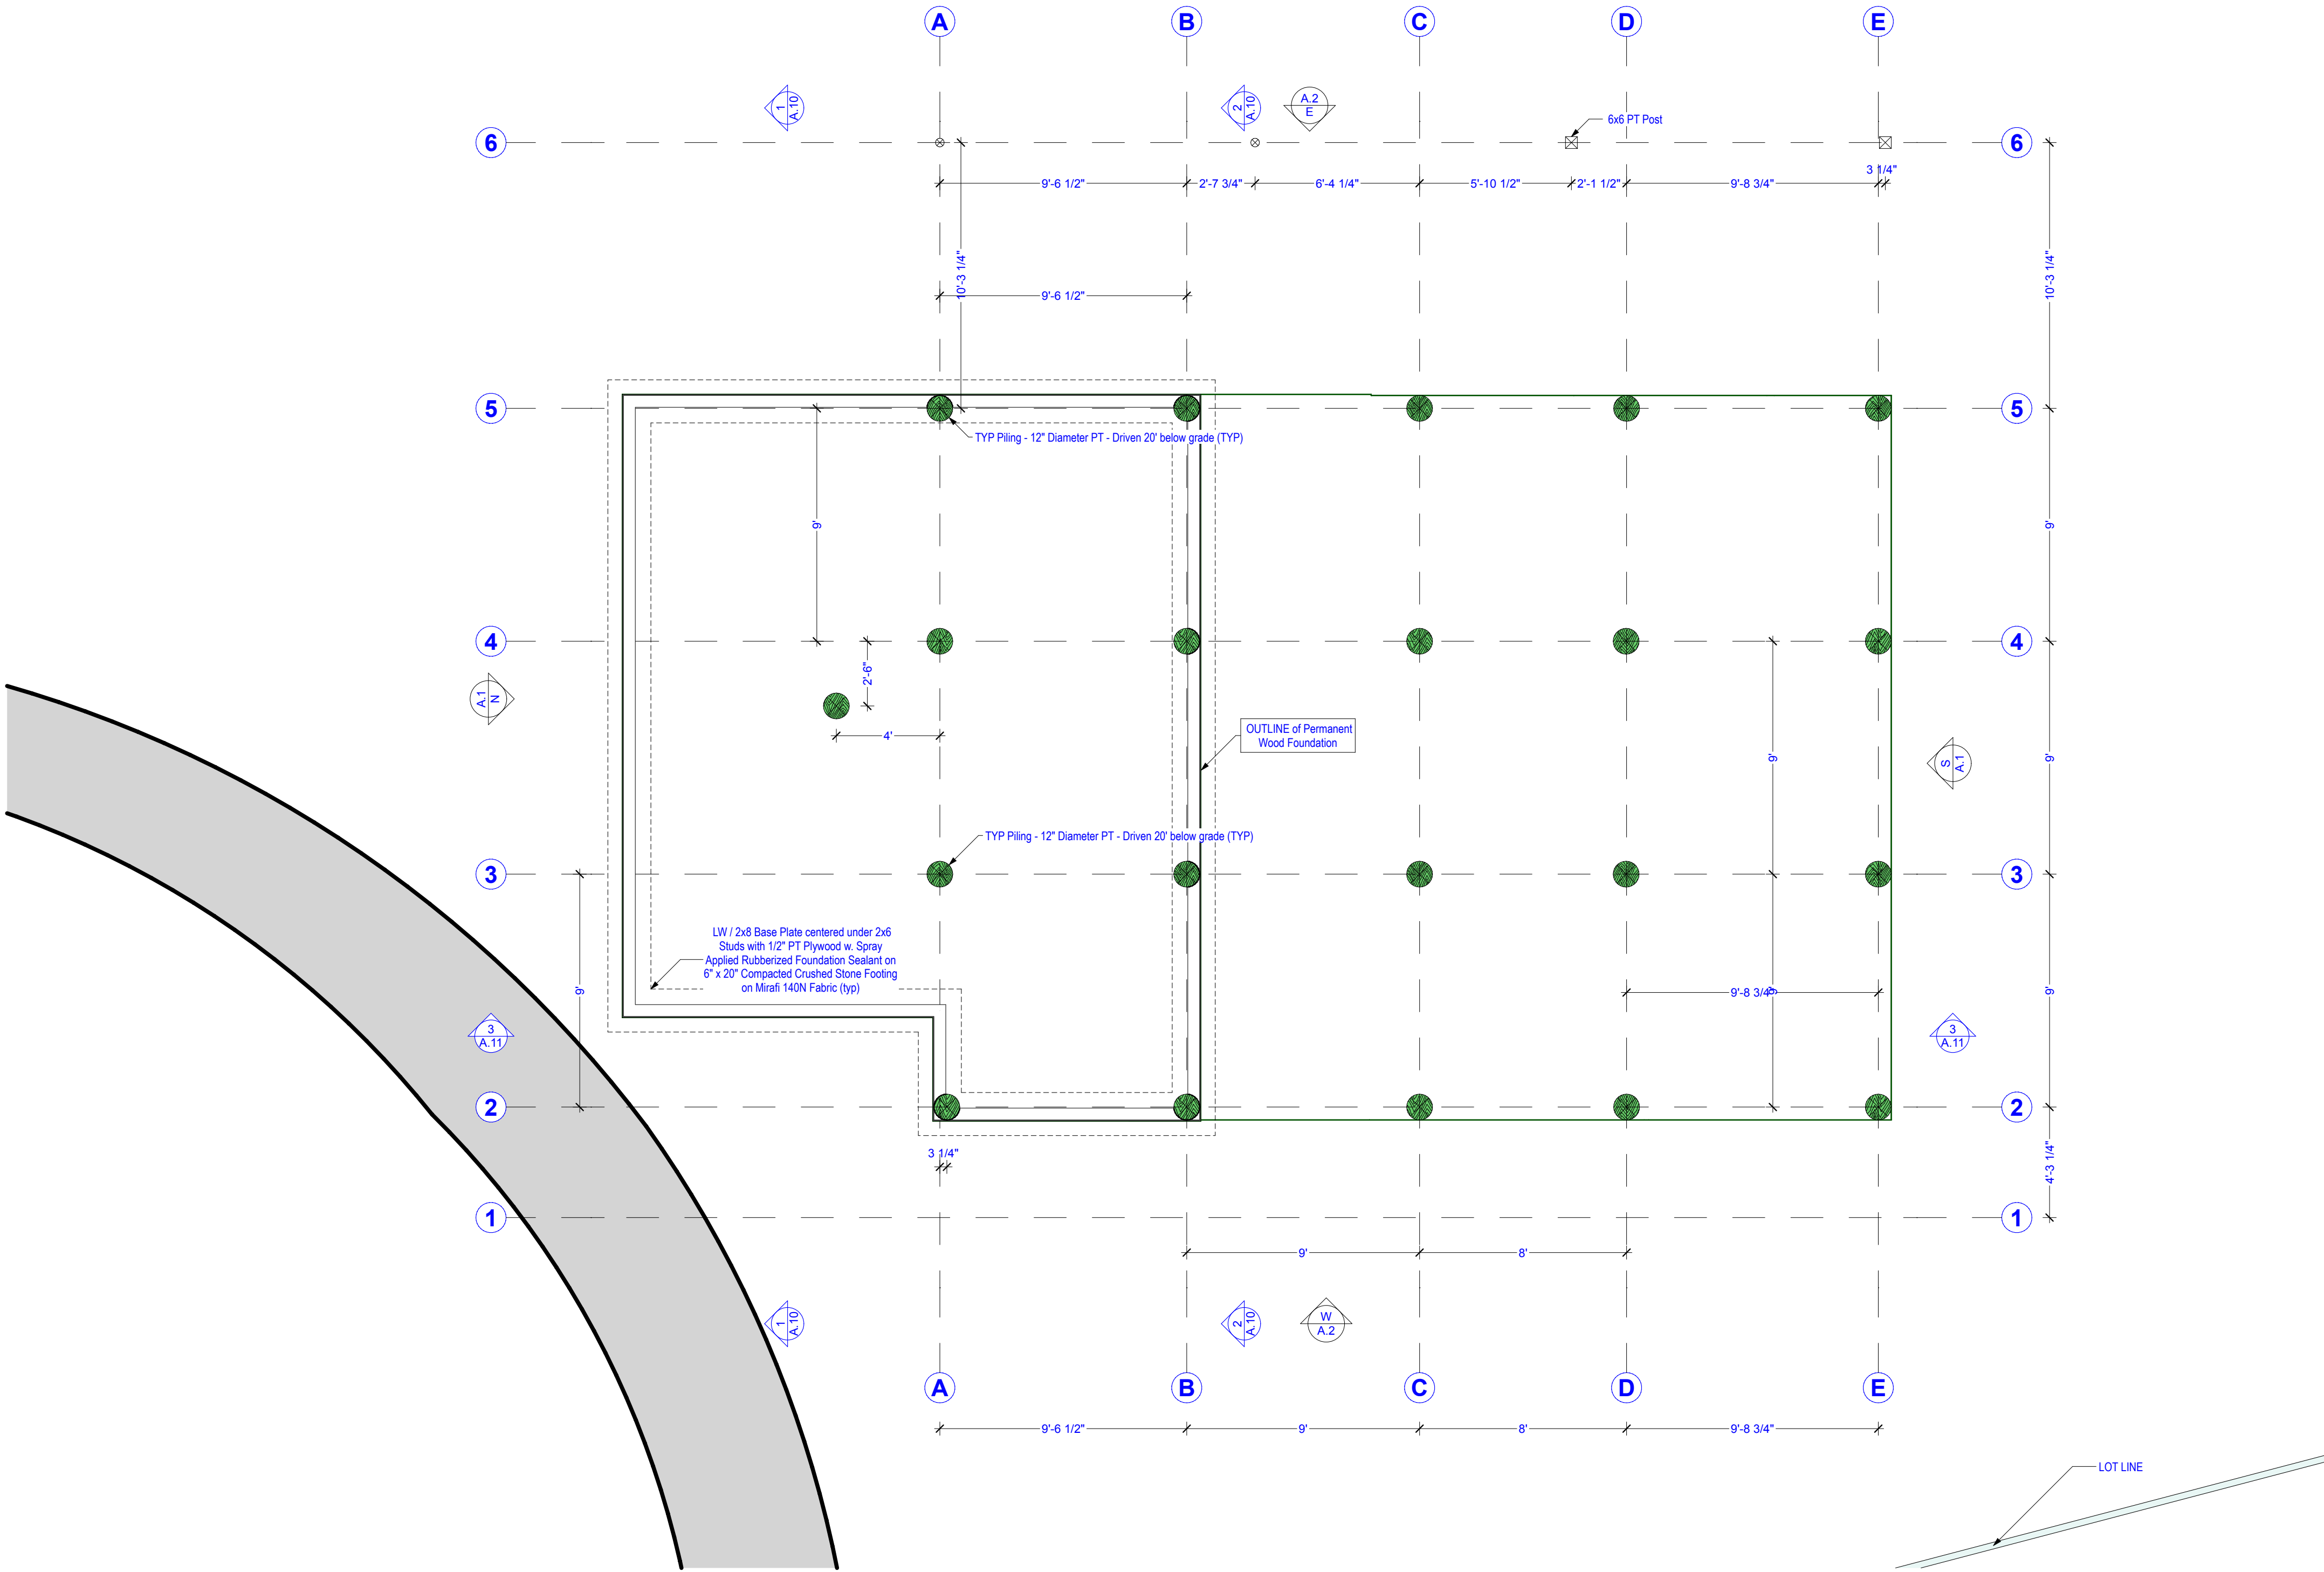 A
B
C
D
E
1
A.10
2
A.10
A.2
E
6x6 PT Post
6
6
3 1/4"
9'-6 1/2"
2'-7 3/4"
6'-4 1/4"
5'-10 1/2"
2'-1 1/2"
9'-8 3/4"
10'-3 1/4"
10'-3 1/4"
9'-6 1/2"
5
5
TYP Piling - 12" Diameter PT - Driven 20' below grade (TYP)
9'
9'
4
4
2'-6"
A.1
N
4'
OUTLINE of Permanent
Wood Foundation
9'
9'
S
A.1
TYP Piling - 12" Diameter PT - Driven 20' below grade (TYP)
3
3
LW / 2x8 Base Plate centered under 2x6
Studs with 1/2" PT Plywood w. Spray
Applied Rubberized Foundation Sealant on
6" x 20" Compacted Crushed Stone Footing
on Mirafi 140N Fabric (typ)
9'
9'-8 3/4"
9'
9'
3
A.11
3
A.11
2
2
3 1/4"
4'-3 1/4"
1
1
9'
8'
1
A.10
2
A.10
W
A.2
A
B
C
D
E
9'-6 1/2"
9'
8'
9'-8 3/4"
LOT LINE